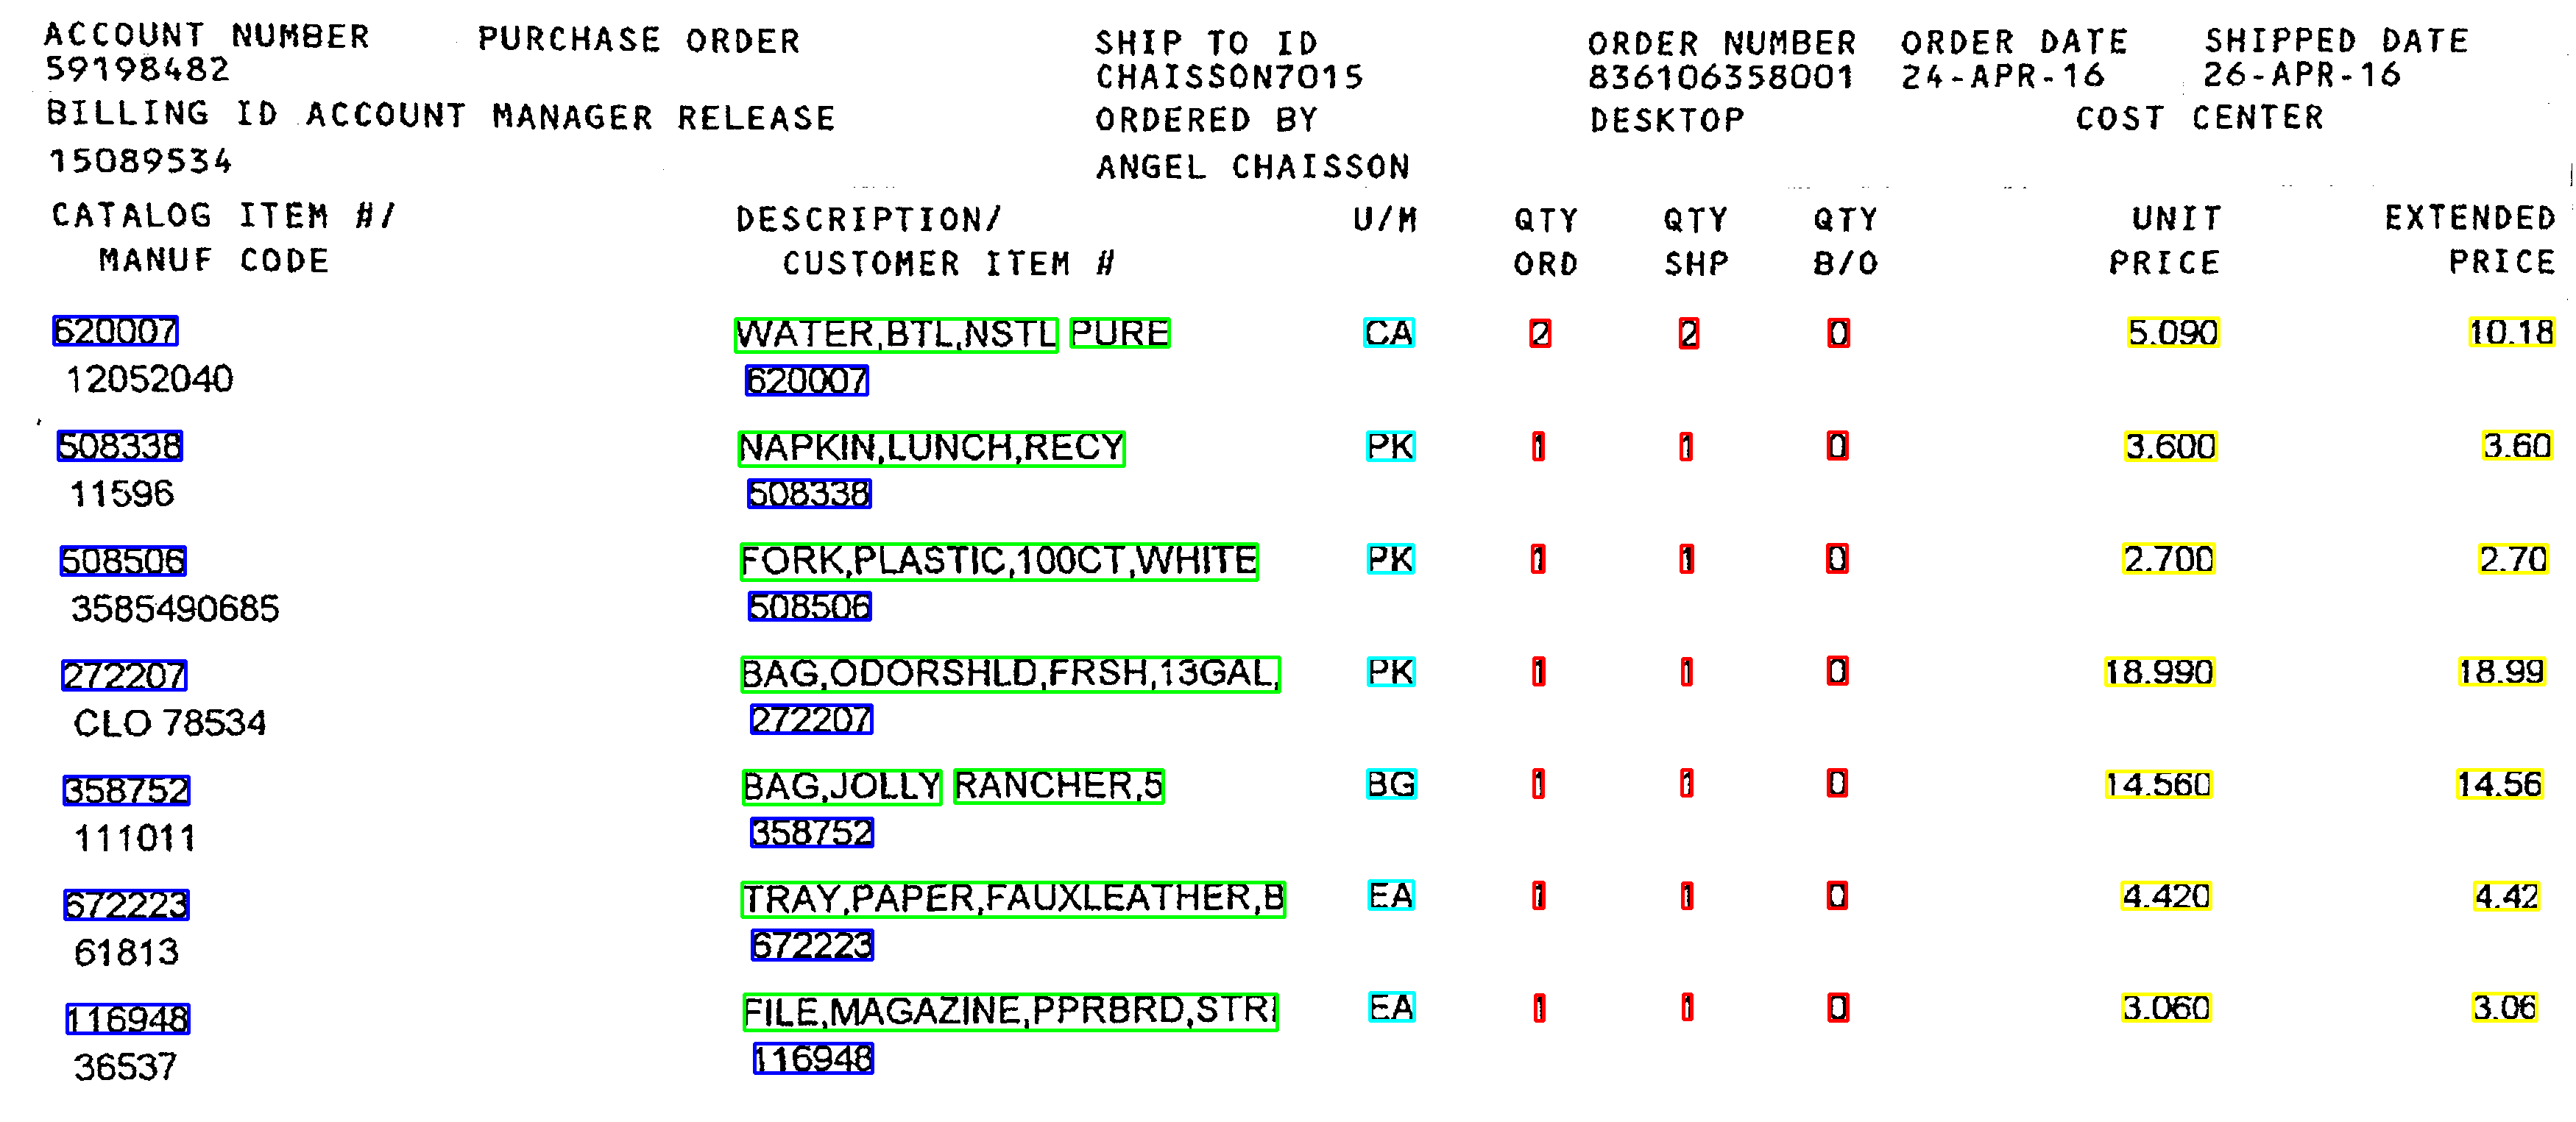 ACCOUNT NUMBER PURCHASE ORDER SHIP TO ID ORDER NUMBER ORDER DATE SHIPPED DATE
59198482 CHAISSON7015 836106358001 24-APR-16 26-APR-16
BILLING ID ACCOUNT MANAGER RELEASE ORDERED BY DESKTOP COST CENTER
15089534 ANGEL CHAISSON
CATALOG ITEM #/ DESCRIPTION/ U/M QTY QTY QTY UNIT EXTENDED
MANUF CODE CUSTOMER ITEM # ORD SHP B/O PRICE PRICE
620007 WATER,BTL,NSTL PURE CA 2 2 0 5.090 10.18
12052040 620007
508338 NAPKIN,LUNCH,RECY PK 1 1 0 3.600 3.60
11596 508338
508506 FORK,PLASTIC,100CT,WHITE PK 1 1 0 2.700 2.70
3585490685 508506
272207 BAG,ODORSHLD,FRSH,13GAL, PK 1 1 0 18.990 18.99
CLO 78534 272207
358752 BAG,JOLLY RANCHER,5 BG 1 1 0 14.560 14.56
111011 358752
672223 TRAY,PAPER,FAUXLEATHER,B EA 1 1 0 4.420 4.42
61813 672223
116948 FILE,MAGAZINE,PPRBRD,STRI EA 1 1 0 3.060 3.06
36537 116948